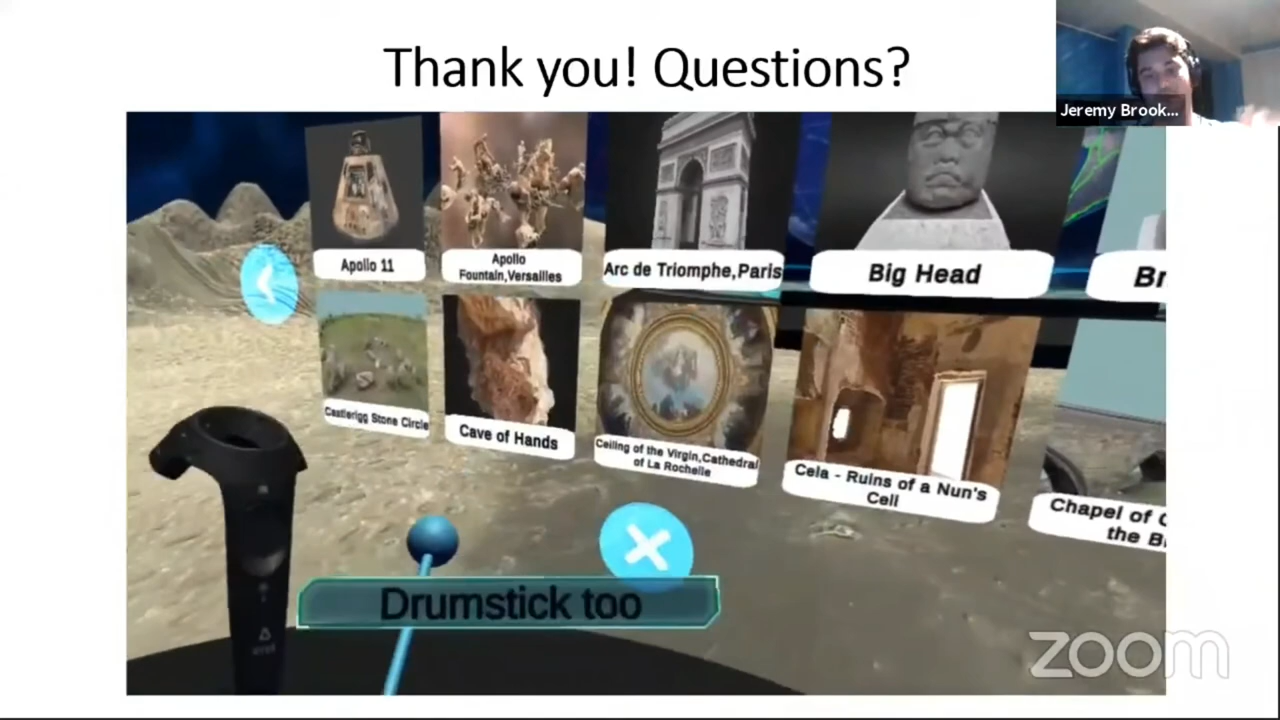 Thank you! Questions?
Jeremy Brook...
Apollo 11
Apollo
Fountain,Versailles
Arc de Triomphe,Paris
Big Head
Castlerigg Stone Circle
Cave of Hands
Ceiling of the Virgin,Cathedral
of La Rochelle
Cela - Ruins of a Nun's
Cell
Chapel of
the
Drumstick too
zoom